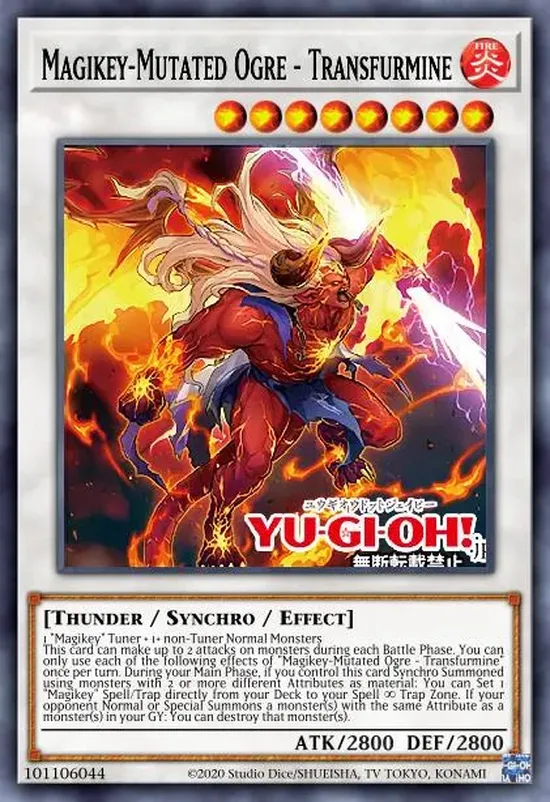 MAGIKEY-MUTATED OGRE - TRANSFURMINE
FIRE
炎
ユウギオウドットジェイピー
YU-GI-OH!
無断転載禁止
[THUNDER / SYNCHRO / EFFECT]
1 "Magikey" Tuner + 1+ non-Tuner Normal Monsters
This card can make up to 2 attacks on monsters during each Battle Phase. You can
only use each of the following effects of "Magikey-Mutated Ogre - Transfurmine"
once per turn. During your Main Phase, if you control this card Synchro Summoned
using monsters with 2 or more different Attributes as material: You can Set 1
"Magikey" Spell/Trap directly from your Deck to your Spell ∞ Trap Zone. If your
opponent Normal or Special Summons a monster(s) with the same Attribute as a
monster(s) in your GY: You can destroy that monster(s).
ATK/2800 DEF/2800
101106044
©2020 Studio Dice/SHUEISHA, TV TOKYO, KONAMI